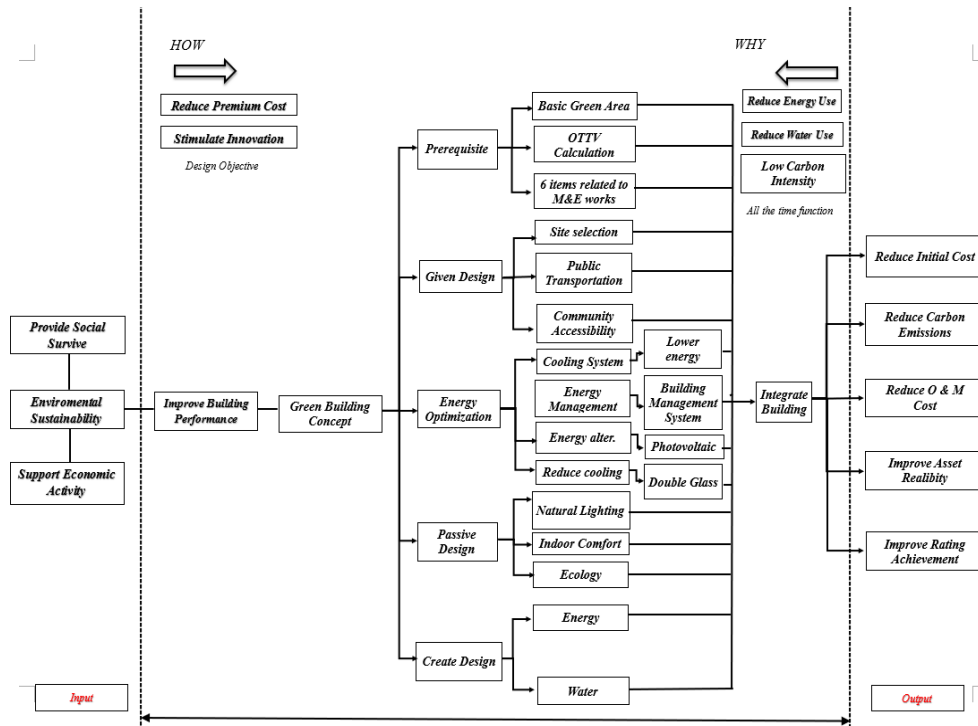 HOW
WHY
Reduce Premium Cost
Stimulate Innovation
Design Objective
Reduce Energy Use
Reduce Water Use
Low Carbon
Intensity
All the time function
Provide Social
Survive
Enviromental
Sustainability
Support Economic
Activity
Improve Building
Performance
Green Building
Concept
Prerequisite
Basic Green Area
OTTV
Calculation
6 items related to
M&E works
Given Design
Site selection
Public
Transportation
Community
Accessibility
Energy
Optimization
Cooling System
Lower
energy
Energy
Management
Building
Management
System
Energy alter.
Photovoltaic
Reduce cooling
Double Glass
Passive
Design
Natural Lighting
Indoor Comfort
Ecology
Create Design
Energy
Water
Integrate
Building
Reduce Initial Cost
Reduce Carbon
Emissions
Reduce O & M
Cost
Improve Asset
Realibity
Improve Rating
Achievement
Input
Output